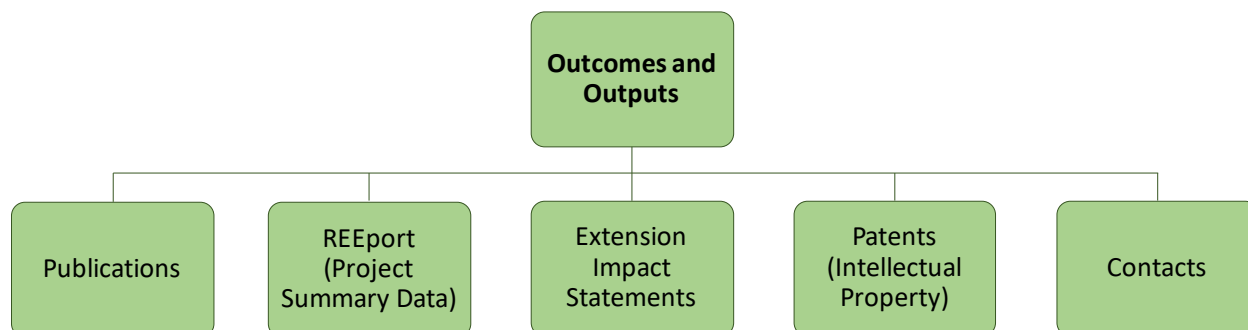 Outcomes and
Outputs
Publications
REEport
(Project
Summary Data)
Extension
Impact
Statements
Patents
(Intellectual
Property)
Contacts